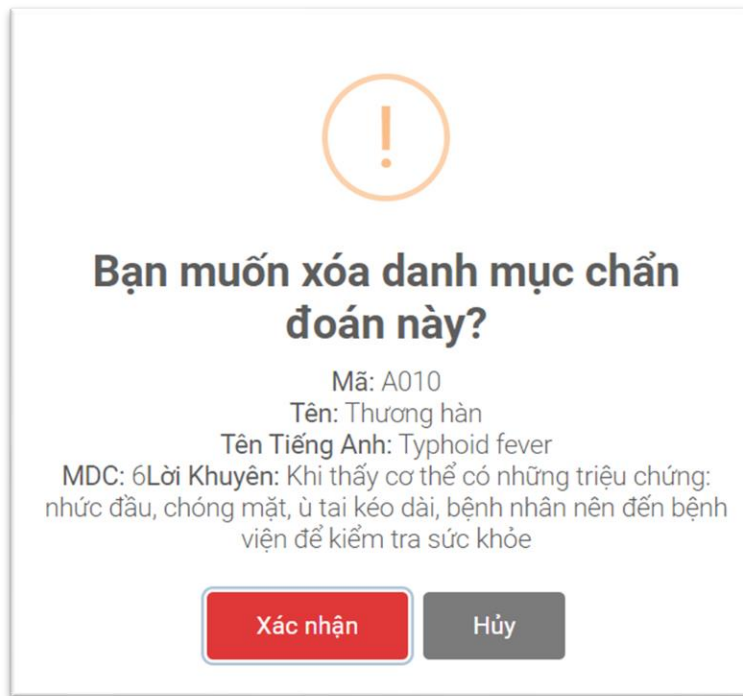 !
Bạn muốn xóa danh mục chẩn
đoán này?
Mã: A010
Tên: Thương hàn
Tên Tiếng Anh: Typhoid fever
MDC: 6Lời Khuyên: Khi thấy cơ thể có những triệu chứng:
nhức đầu, chóng mặt, ù tai kéo dài, bệnh nhân nên đến bệnh
viện để kiểm tra sức khỏe
Xác nhận Hủy